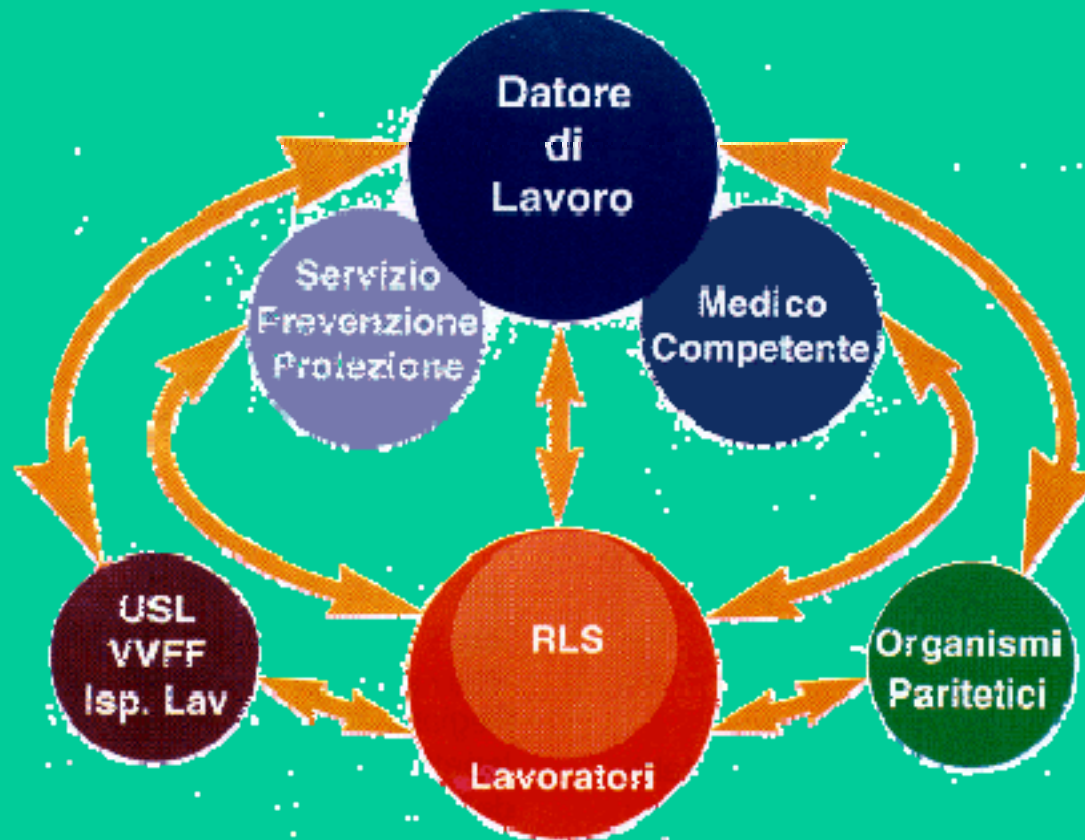 Datore
di
Lavoro
Servizio
Prevenzione
Protezione
Medico
Competente
USL
VVFF
Isp. Lav
RLS
Lavoratori
Organismi
Paritetici